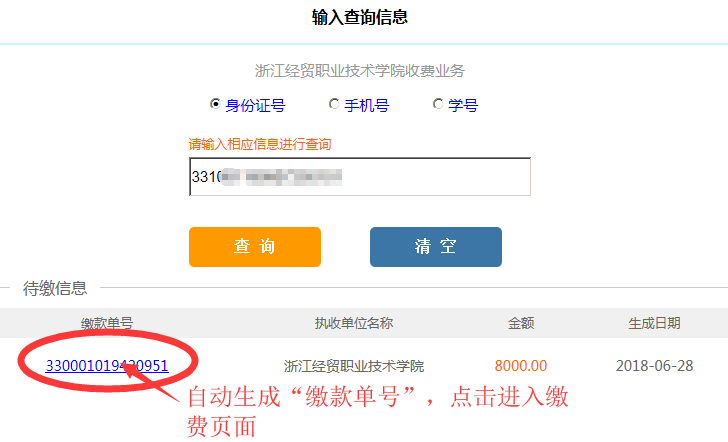 输入查询信息
浙江经贸职业技术学院收费业务
身份证号 手机号 学号
请输入相应信息进行查询
3310
查 询 清 空
待缴信息
缴款单号 执收单位名称 金额 生成日期
330001019420951 浙江经贸职业技术学院 8000.00 2018-06-28
自动生成“缴款单号”，点击进入缴
费页面